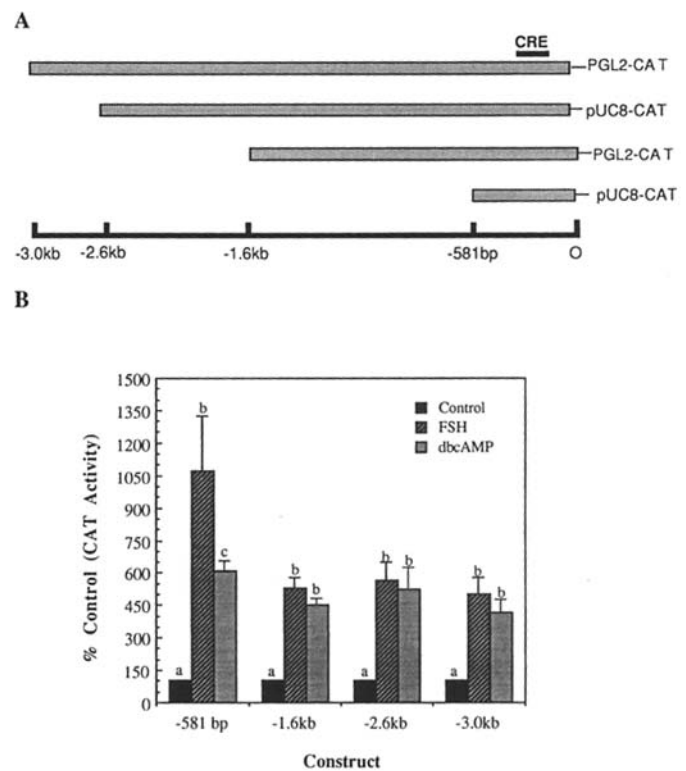 A
CRE
PGL2-CAT
pUC8-CAT
PGL2-CAT
pUC8-CAT
-3.0kb -2.6kb -1.6kb -581bp O
B
1500
1350
1200
1050
900
750
600
450
300
150
0
% Control (CAT Activity)
Control
FSH
dbcAMP
a b c
a b b
a b b
a b b
-581 bp -1.6kb -2.6kb -3.0kb
Construct